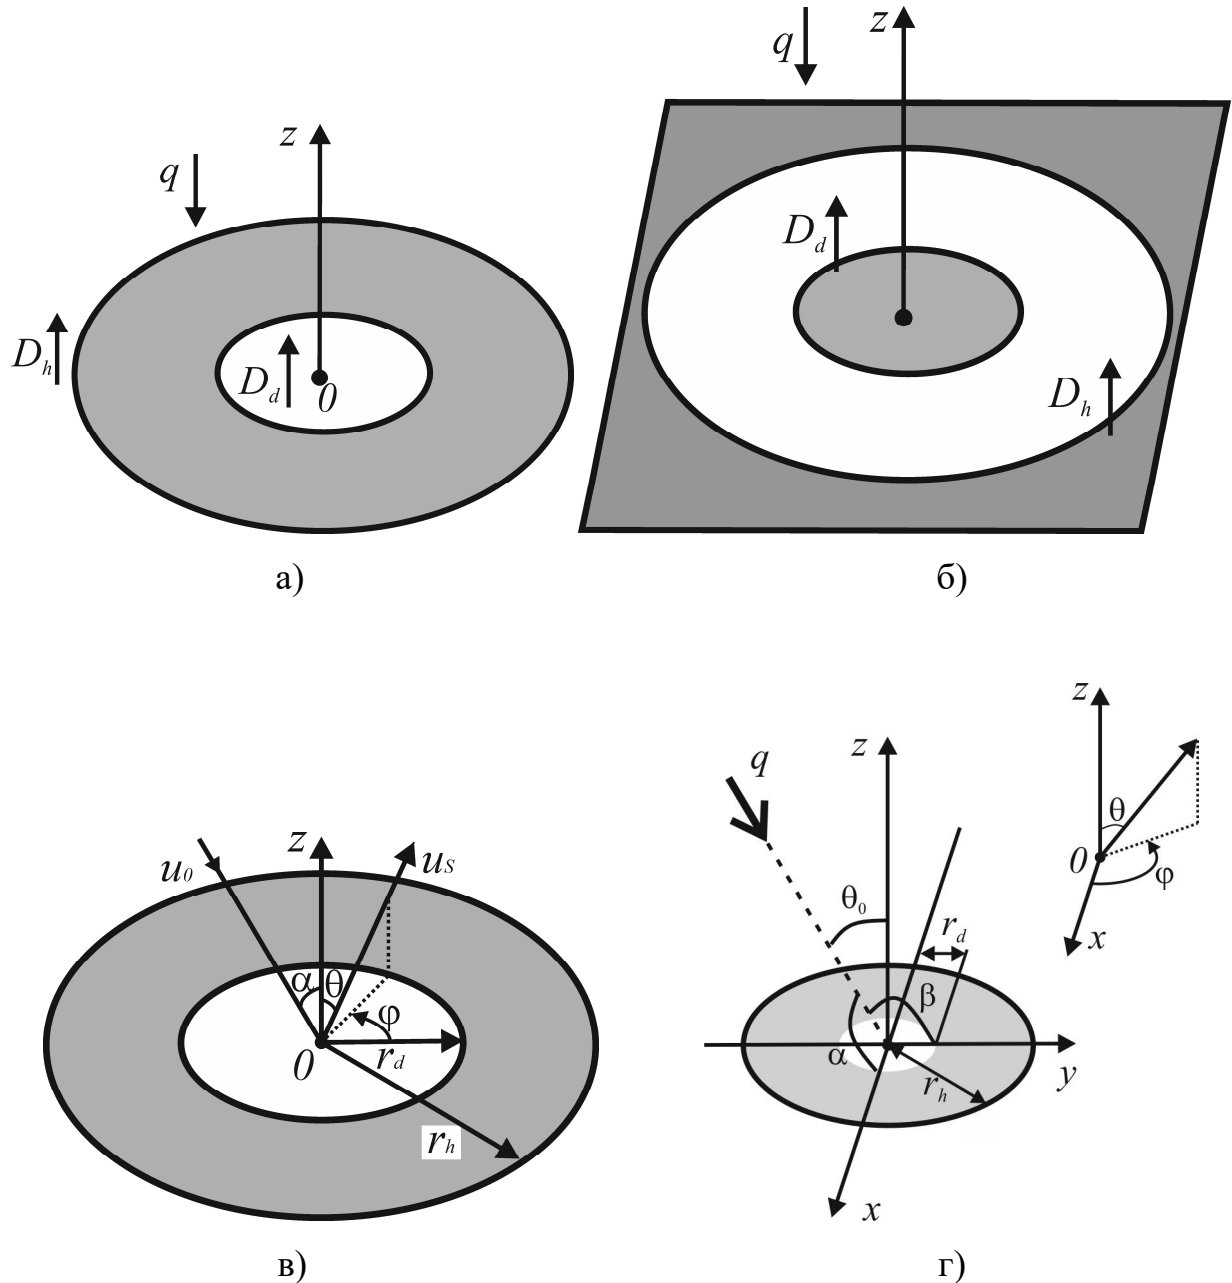 z
q
D_h
D_d
0
а)
z
q
D_d
D_h
б)
z
u_0
u_S
α θ
φ
0
r_d
r_h
в)
z
q
θ_0
r_d
β
α
r_h
y
x
z
θ
0
φ
x
г)